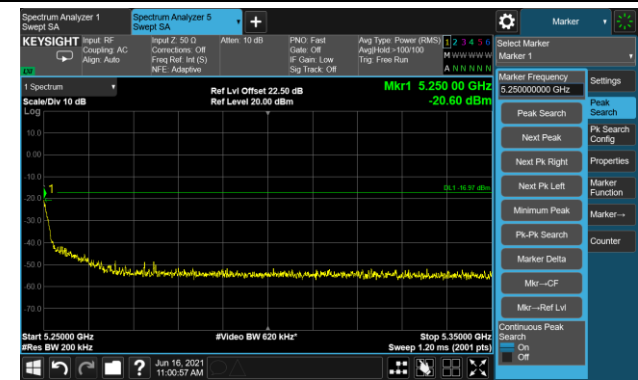 Spectrum Analyzer 1
Swept SA
Spectrum Analyzer 5
Swept SA
+
Marker
KEYSIGHT
Input: RF
Coupling: AC
Align: Auto
Input Z: 50 Ω
Corrections: Off
Freq Ref: Int (S)
NFE: Adaptive
Atten: 10 dB
PNO: Fast
Gate: Off
IF Gain: Low
Sig Track: Off
Avg Type: Power (RMS)
Avg|Hold:>100/100
Trig: Free Run
1 2 3 4 5 6
M W W W W W
A N N N N N
LU
Select Marker
Marker 1
1 Spectrum
Scale/Div 10 dB
Log
Ref Lvl Offset 22.50 dB
Ref Level 20.00 dBm
Mkr1 5.250 00 GHz
-20.60 dBm
10.0
0.00
-10.0
-20.0
-30.0
-40.0
-50.0
-60.0
-70.0
1
DL1 -16.97 dBm
Start 5.25000 GHz
#Res BW 200 kHz
#Video BW 620 kHz*
Stop 5.35000 GHz
Sweep 1.20 ms (2001 pts)
Marker Frequency
5.250000000 GHz
Peak Search
Next Peak
Next Pk Right
Next Pk Left
Minimum Peak
Pk-Pk Search
Marker Delta
Mkr→CF
Mkr→Ref Lvl
Continuous Peak
Search
On
Off
Settings
Peak
Search
Pk Search
Config
Properties
Marker
Function
Marker→
Counter
?
Jun 16, 2021
11:00:57 AM